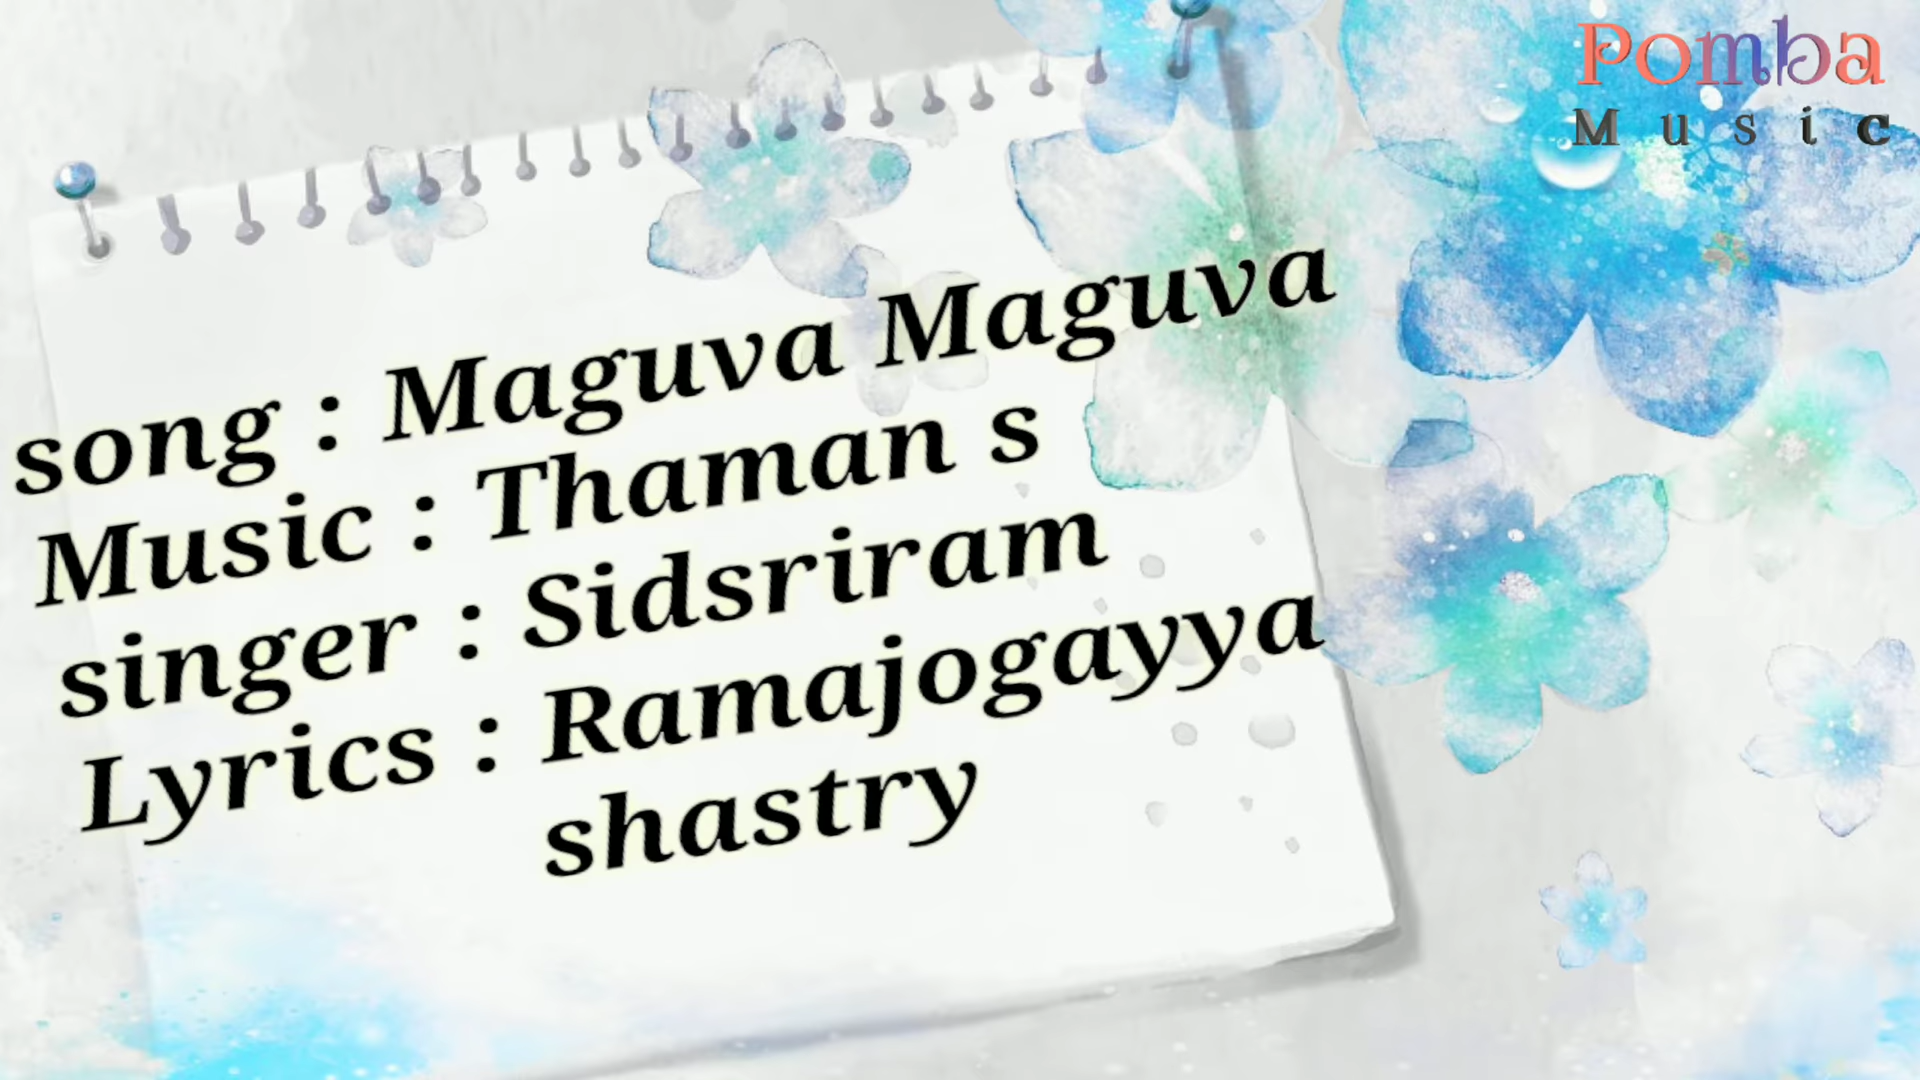 Pomba
Music
song : Maguva Maguva
Music : Thaman s
singer : Sidsriram
Lyrics : Ramajogayya
shastry